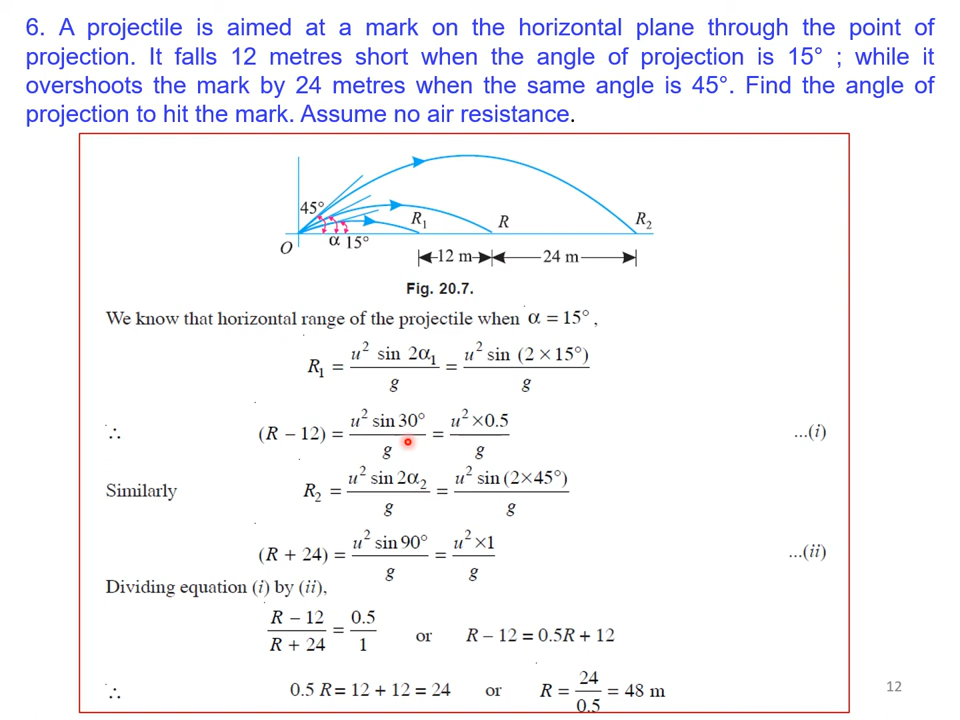 6. A projectile is aimed at a mark on the horizontal plane through the point of
projection. It falls 12 metres short when the angle of projection is 15° ; while it
overshoots the mark by 24 metres when the same angle is 45°. Find the angle of
projection to hit the mark. Assume no air resistance.
45°
R₁ R R₂
O α 15°
12 m 24 m
Fig. 20.7.
We know that horizontal range of the projectile when α = 15° ,
R₁ = u² sin 2α₁ / g = u² sin (2 × 15°) / g
∴ (R – 12) = u² sin 30° / g = u² ×0.5 / g ...(i)
Similarly R₂ = u² sin 2α₂ / g = u² sin (2×45°) / g
(R + 24) = u² sin 90° / g = u² ×1 / g ...(ii)
Dividing equation (i) by (ii),
R – 12 / R + 24 = 0.5 / 1 or R – 12 = 0.5R + 12
∴ 0.5 R = 12 + 12 = 24 or R = 24 / 0.5 = 48 m
12